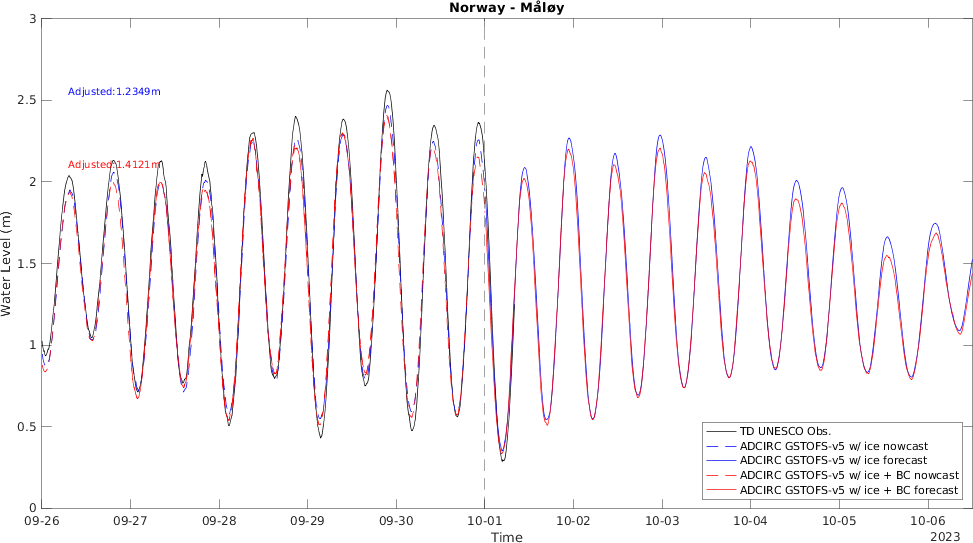 Norway - Måløy
3
2.5
2
1.5
1
0.5
0
Water Level (m)
Adjusted:1.2349m
Adjusted:1.4121m
TD UNESCO Obs.
ADCIRC GSTOFS-v5 w/ ice nowcast
ADCIRC GSTOFS-v5 w/ ice forecast
ADCIRC GSTOFS-v5 w/ ice + BC nowcast
ADCIRC GSTOFS-v5 w/ ice + BC forecast
09-26 09-27 09-28 09-29 09-30 10-01 10-02 10-03 10-04 10-05 10-06
Time
2023